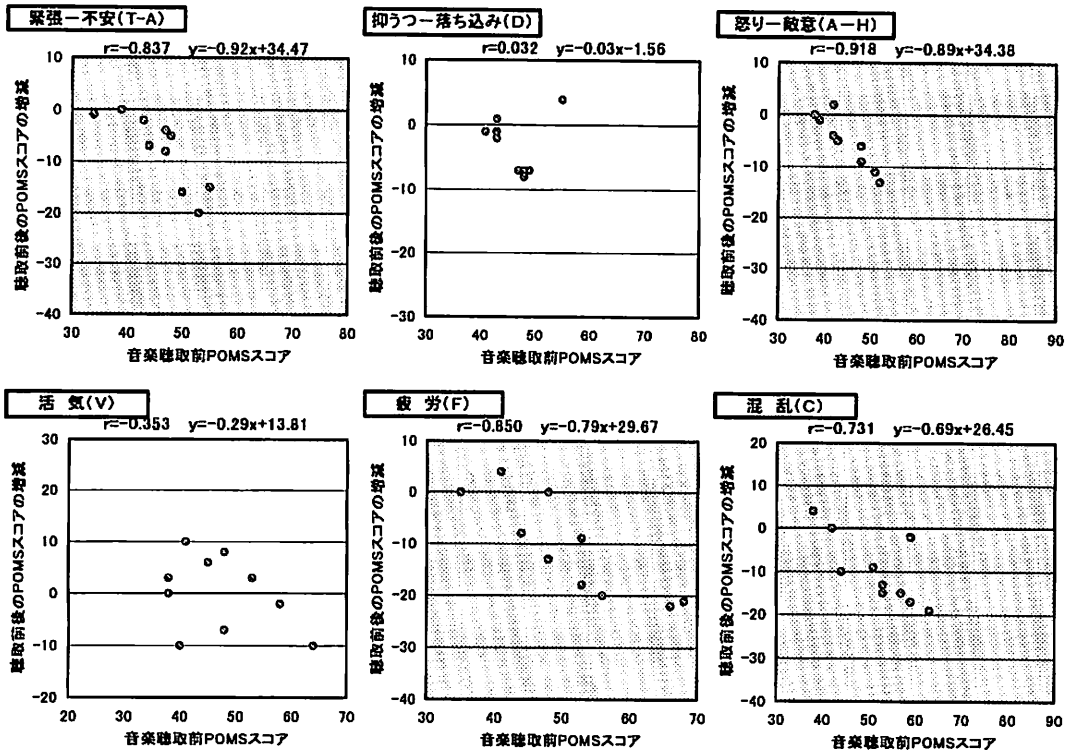 緊張－不安(T-A)
r=-0.837 y=-0.92x+34.47
聴取前後のPOMSスコアの増減
10
0
-10
-20
-30
-40
30 40 50 60 70 80
音楽聴取前POMSスコア
抑うつ－落ち込み(D)
r=0.032 y=-0.03x-1.56
聴取前後のPOMSスコアの増減
10
0
-10
-20
-30
30 40 50 60 70 80
音楽聴取前POMSスコア
怒り－敵意(A－H)
r=-0.918 y=-0.89x+34.38
聴取前後のPOMSスコアの増減
10
0
-10
-20
-30
-40
30 40 50 60 70 80 90
音楽聴取前POMSスコア
活 気(V)
r=-0.353 y=-0.29x+13.81
聴取前後のPOMSスコアの増減
30
20
10
0
-10
-20
20 30 40 50 60 70
音楽聴取前POMSスコア
疲 労(F)
r=-0.850 y=-0.79x+29.67
聴取前後のPOMSスコアの増減
10
0
-10
-20
-30
-40
30 40 50 60 70
音楽聴取前POMSスコア
混 乱(C)
r=-0.731 y=-0.69x+26.45
聴取前後のPOMSスコアの増減
20
10
0
-10
-20
-30
-40
30 40 50 60 70 80 90
音楽聴取前POMSスコア